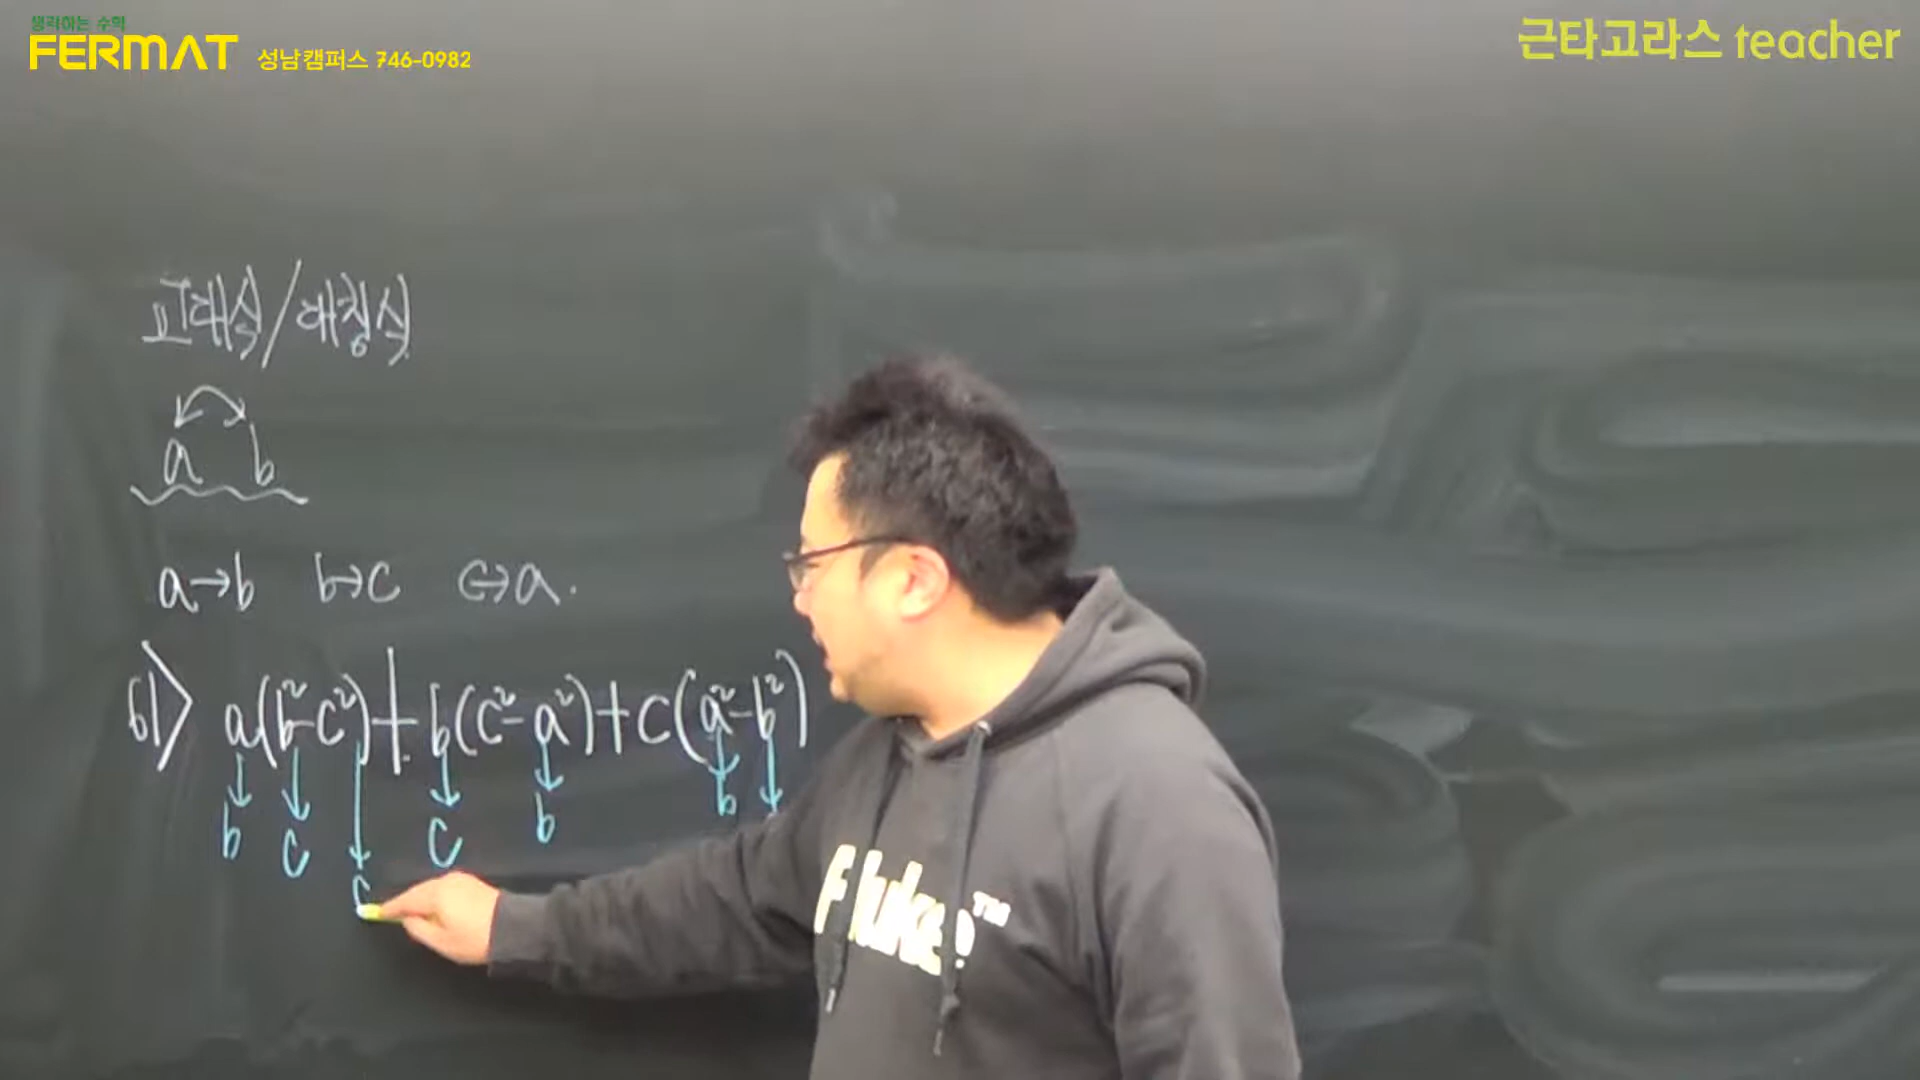 생각하는 수학
FERMAT 성남캠퍼스 746-0982
근타고라스 teacher
교대식/대칭식
a b
a→b b→c c→a.
61> a(b²-c²)+b(c²-a²)+c(a²-b²)
b c c b b
Fluke™